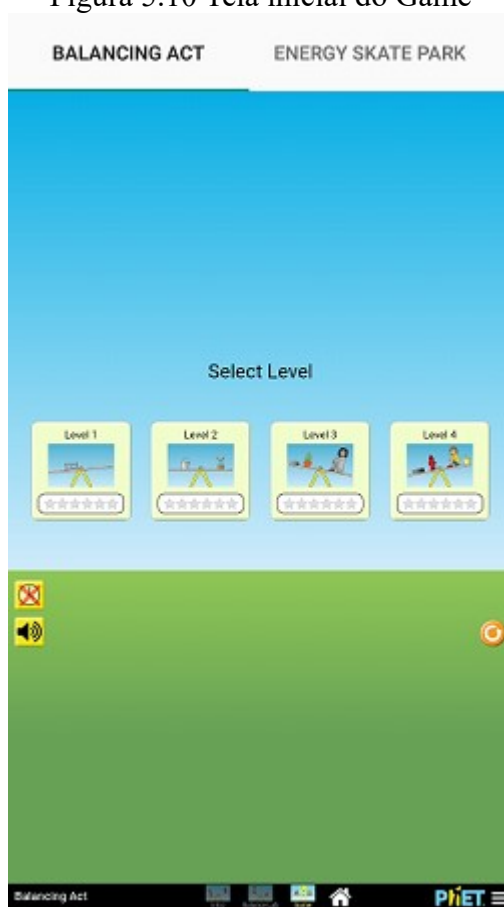 Figura 5.10 Tela inicial do Game
BALANCING ACT ENERGY SKATE PARK
Select Level
Level 1 Level 2 Level 3 Level 4
Balancing Act PhET